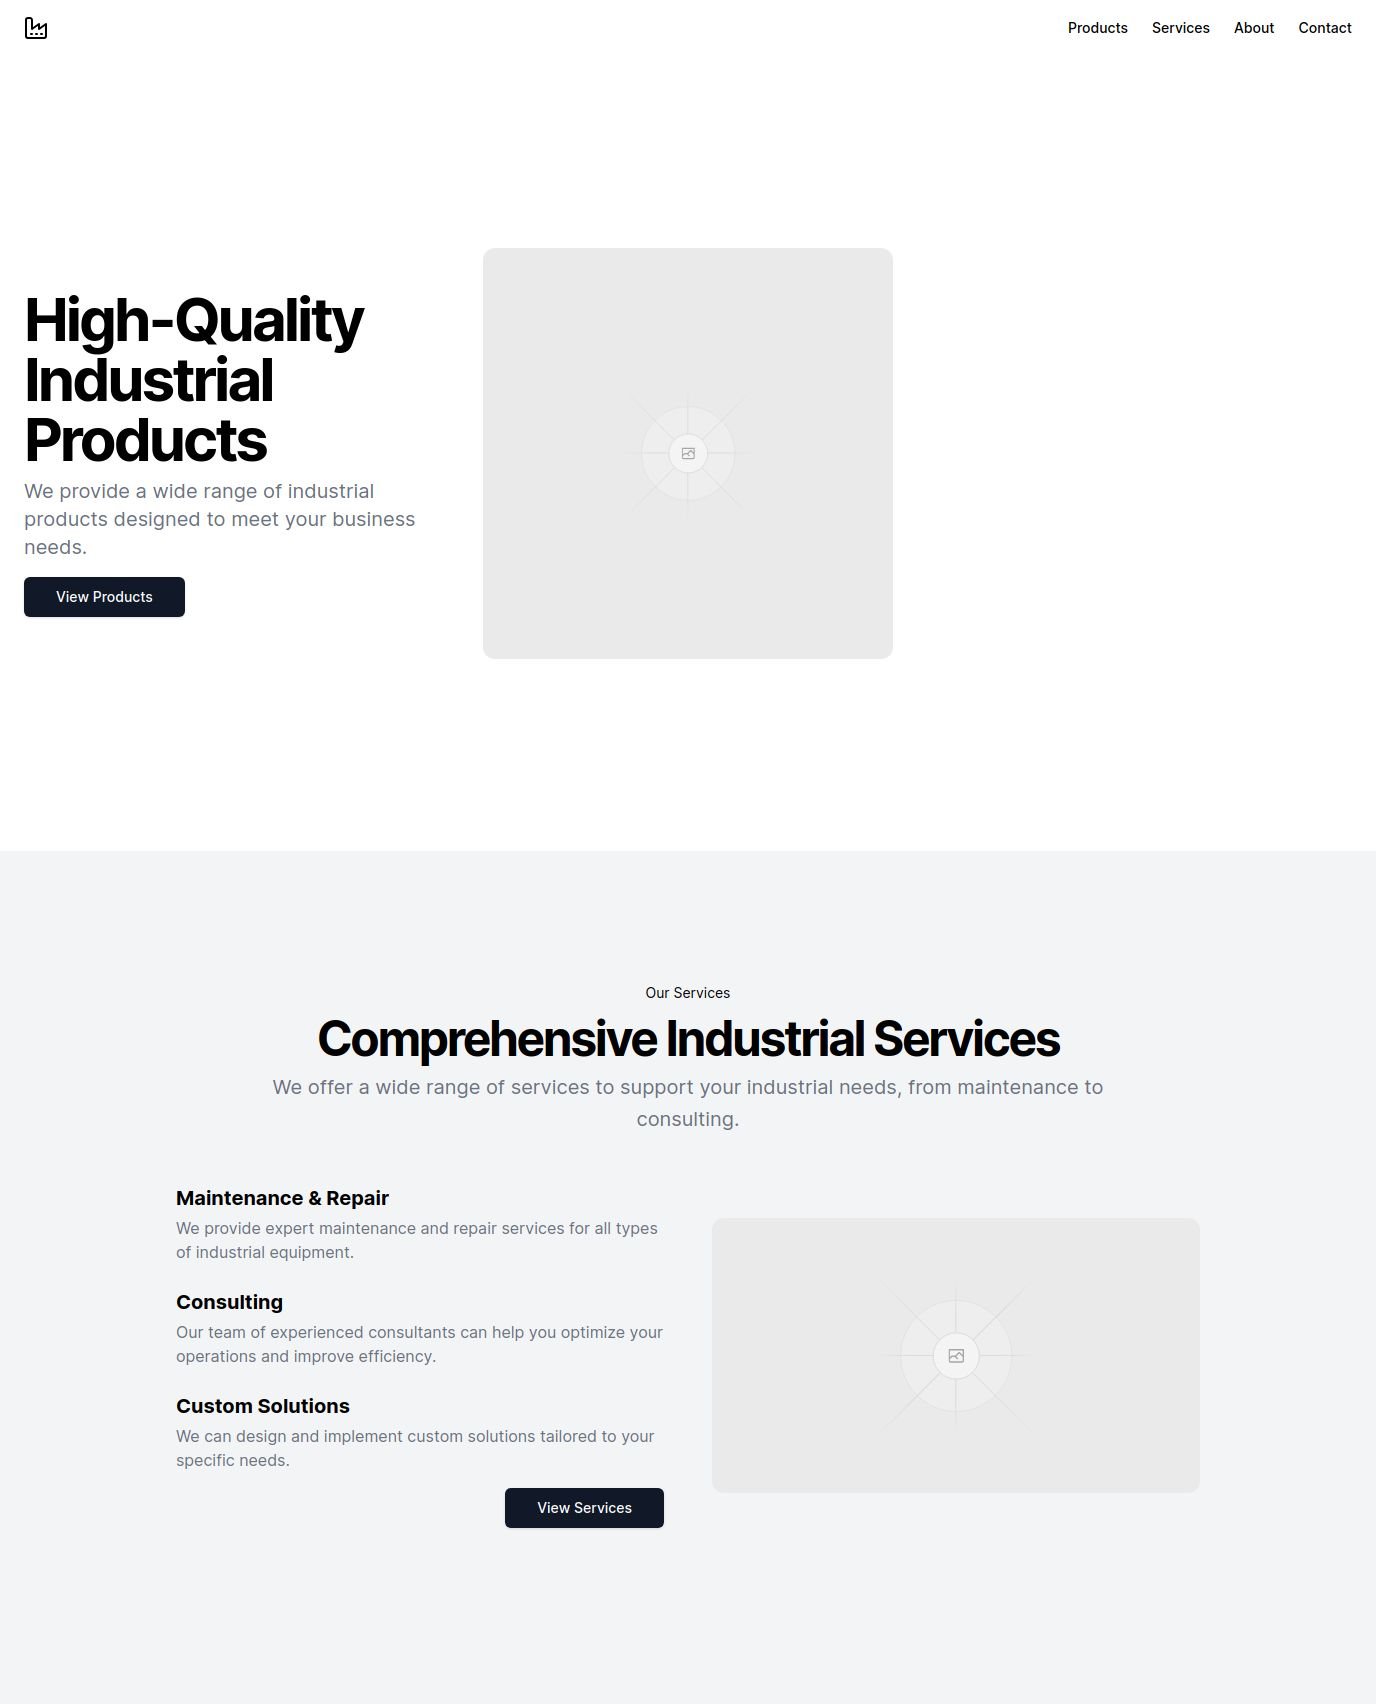 Products Services About Contact
High-Quality
Industrial
Products
We provide a wide range of industrial
products designed to meet your business
needs.
View Products
Our Services
Comprehensive Industrial Services
We offer a wide range of services to support your industrial needs, from maintenance to
consulting.
Maintenance & Repair
We provide expert maintenance and repair services for all types
of industrial equipment.
Consulting
Our team of experienced consultants can help you optimize your
operations and improve efficiency.
Custom Solutions
We can design and implement custom solutions tailored to your
specific needs.
View Services